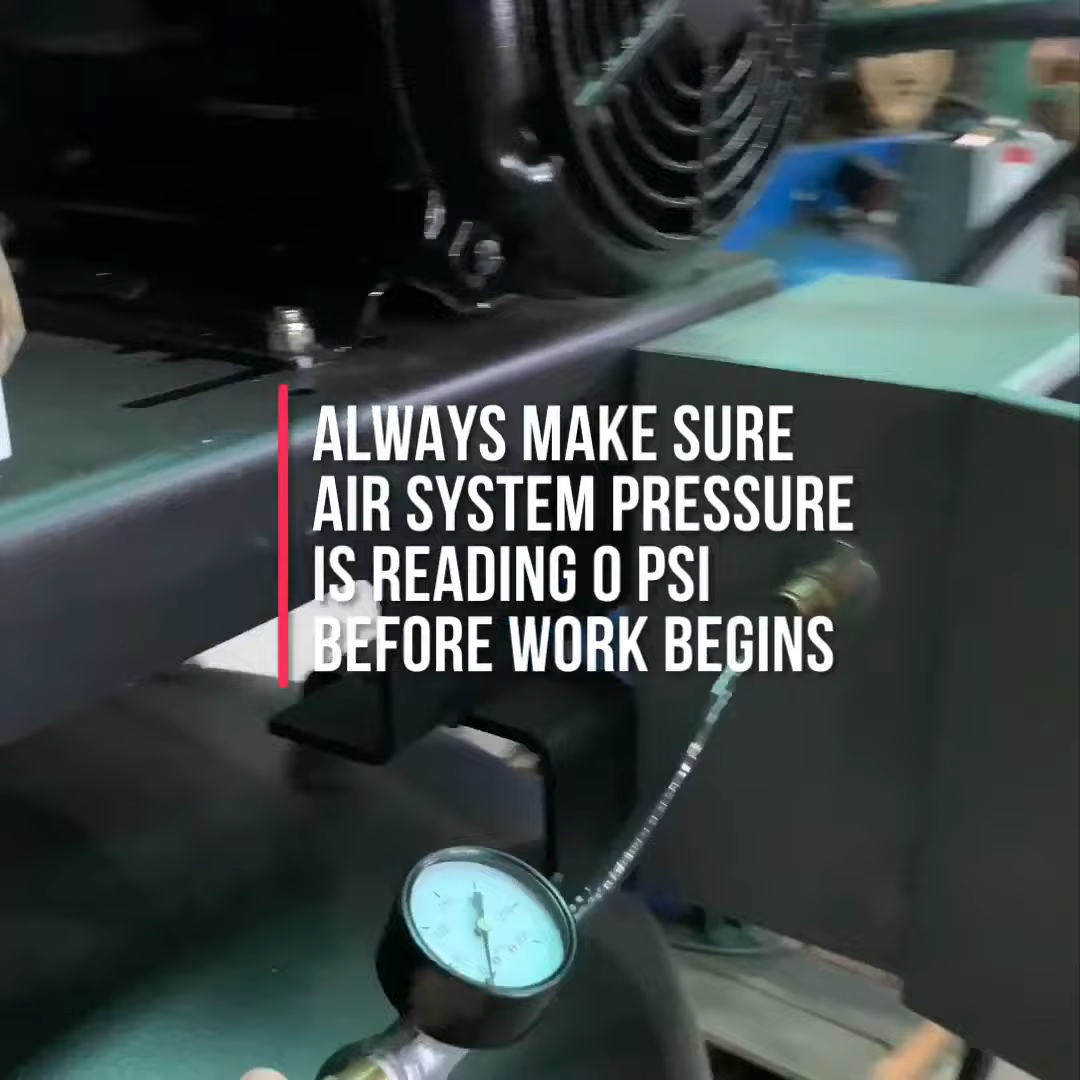 ALWAYS MAKE SURE
AIR SYSTEM PRESSURE
IS READING 0 PSI
BEFORE WORK BEGINS